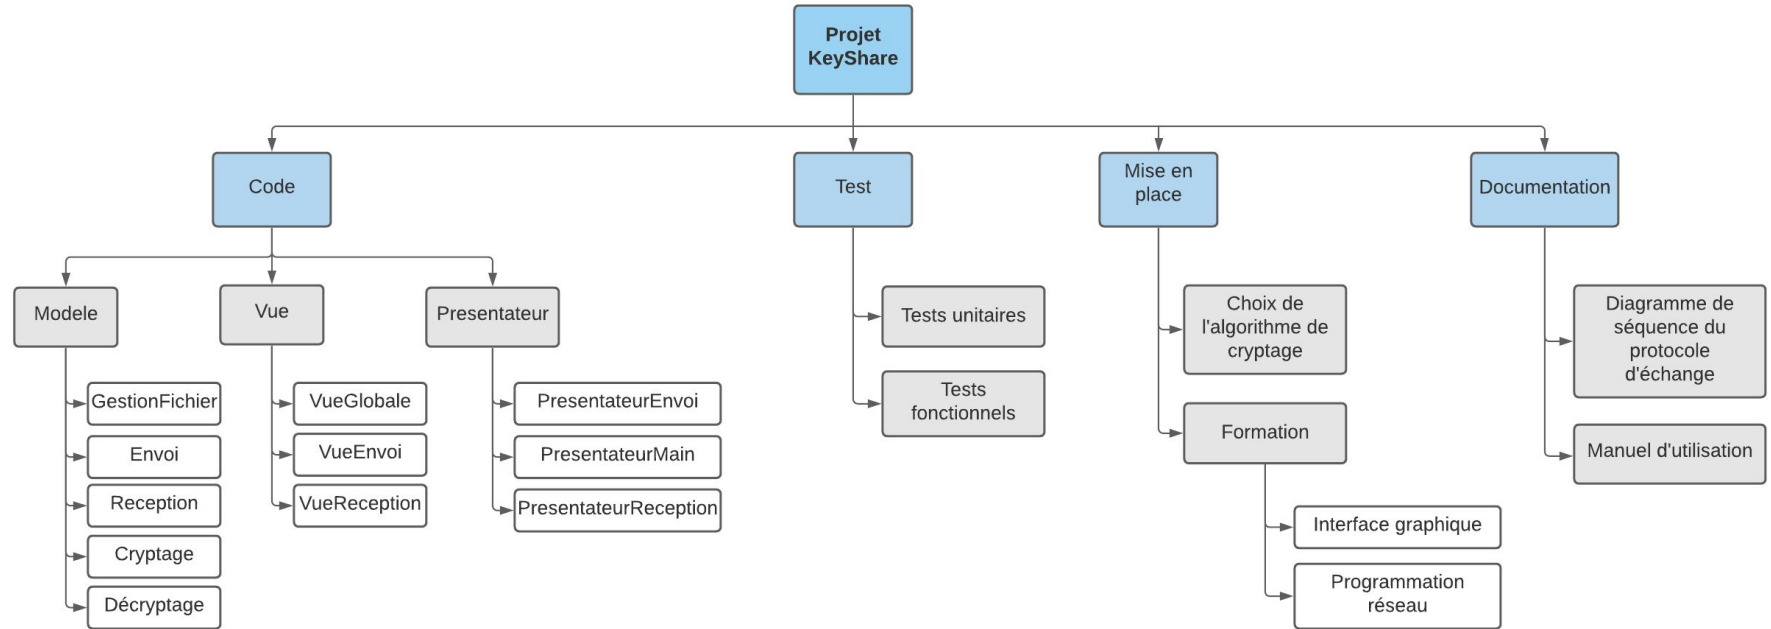 Projet
KeyShare
Code
Test
Mise en
place
Documentation
Modele
Vue
Presentateur
GestionFichier
Envoi
Reception
Cryptage
Décryptage
VueGlobale
VueEnvoi
VueReception
PresentateurEnvoi
PresentateurMain
PresentateurReception
Tests unitaires
Tests
fonctionnels
Choix de
l'algorithme de
cryptage
Formation
Interface graphique
Programmation
réseau
Diagramme de
séquence du
protocole
d'échange
Manuel d'utilisation